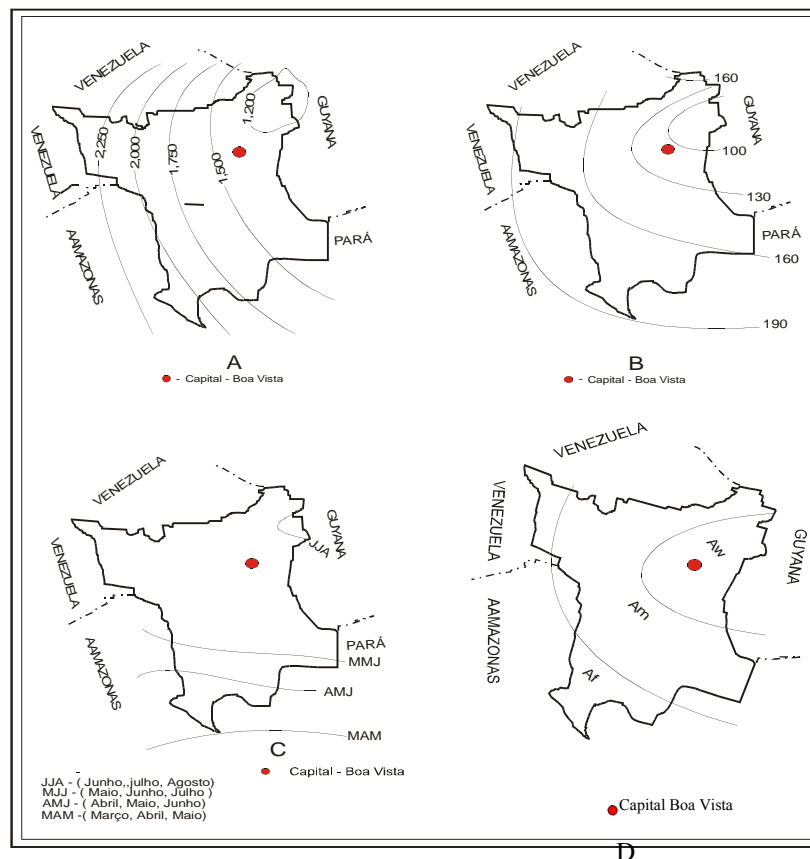 VENEZUELA
GUYANA
VENEZUELA
AAMAZONAS
PARÁ
2,250
2,000
1,750
1,500
1,200
A
- Capital - Boa Vista
VENEZUELA
GUYANA
VENEZUELA
AAMAZONAS
PARÁ
160
100
130
160
190
B
- Capital - Boa Vista
VENEZUELA
GUYANA
VENEZUELA
AAMAZONAS
PARÁ
JJA
MMJ
AMJ
MAM
C
- Capital - Boa Vista
JJA - ( Junho,,julho, Agosto)
MJJ - ( Maio, Junho, Julho )
AMJ - ( Abril, Maio, Junho)
MAM -( Março, Abril, Maio)
VENEZUELA
VENEZUELA
GUYANA
AAMAZONAS
Aw
Am
Af
Capital Boa Vista
D